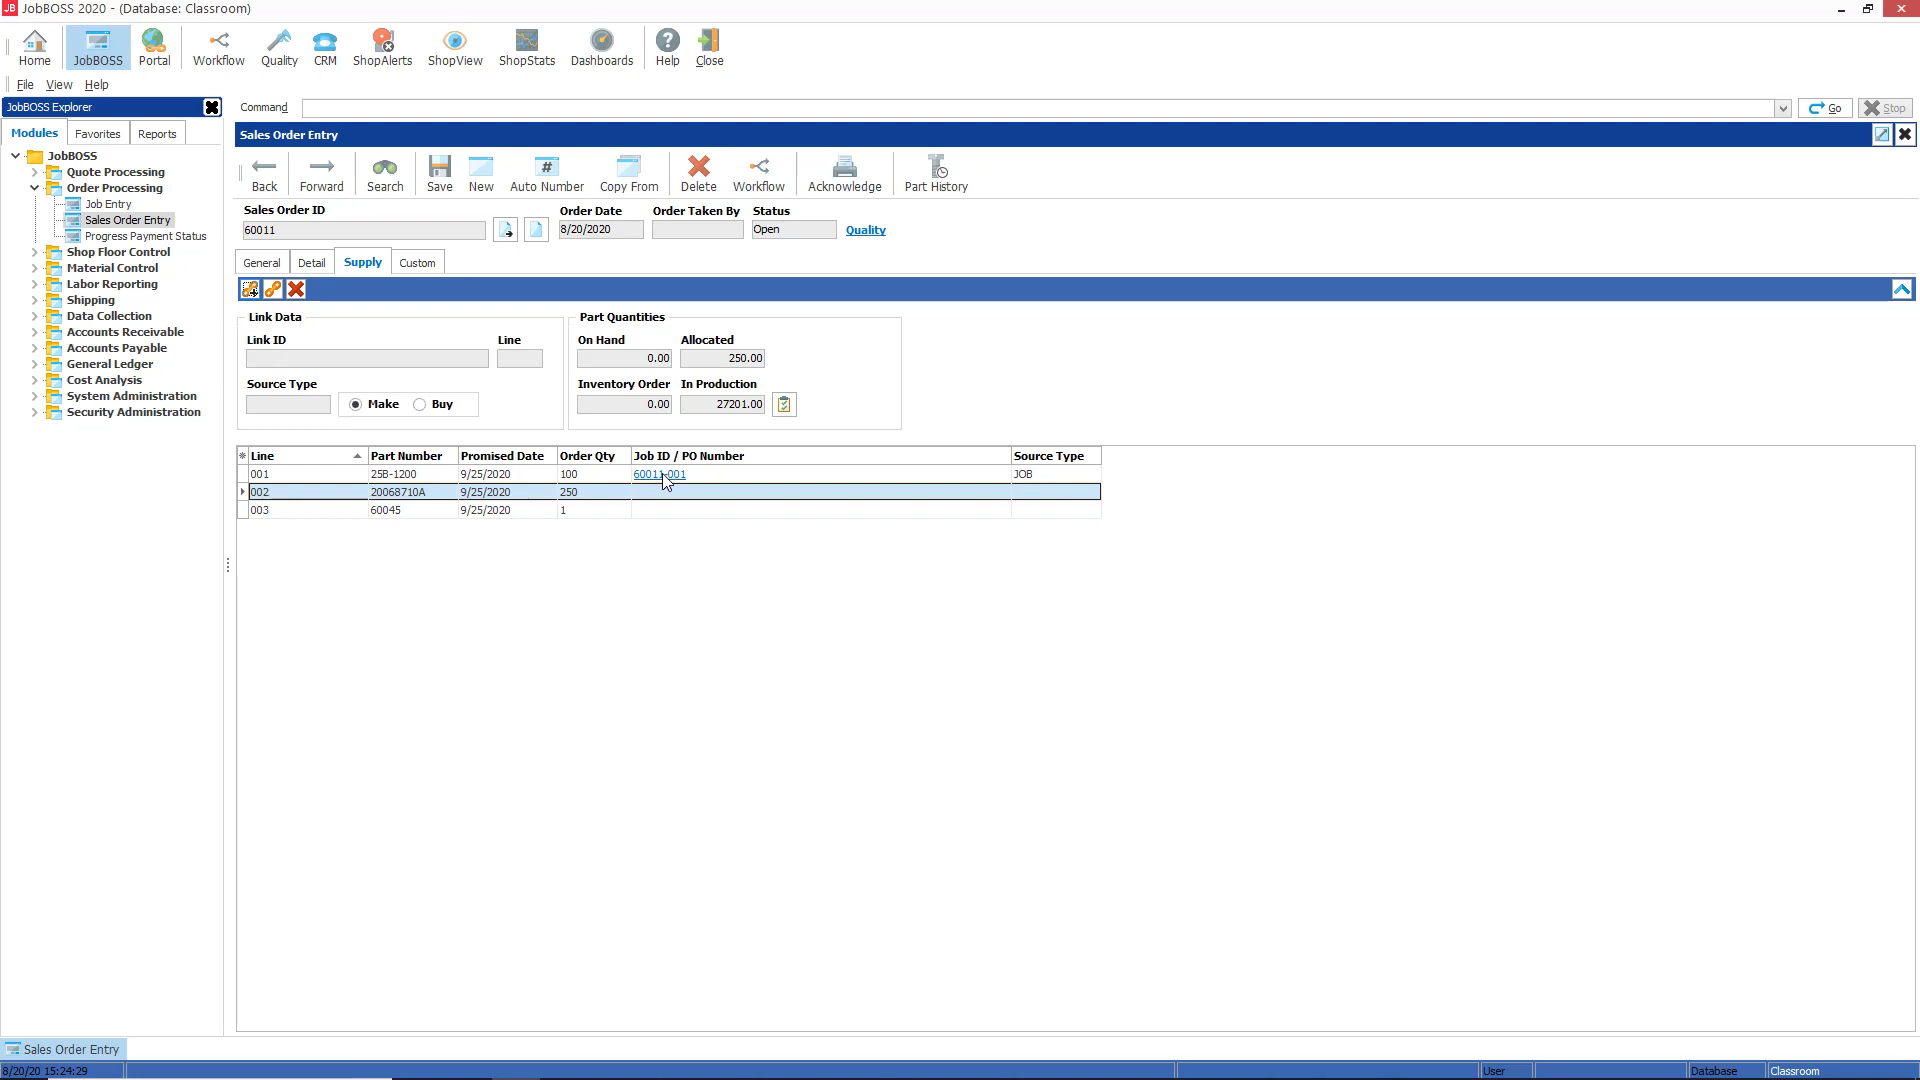 JB JobBOSS 2020 - (Database: Classroom)
Home JobBOSS Portal Workflow Quality CRM ShopAlerts ShopView ShopStats Dashboards Help Close
File View Help
JobBOSS Explorer
Command
Go
Stop
Modules Favorites Reports
Sales Order Entry
JobBOSS
Quote Processing
Order Processing
Job Entry
Sales Order Entry
Progress Payment Status
Shop Floor Control
Material Control
Labor Reporting
Shipping
Data Collection
Accounts Receivable
Accounts Payable
General Ledger
Cost Analysis
System Administration
Security Administration
Back Forward Search Save New Auto Number Copy From Delete Workflow Acknowledge Part History
Sales Order ID Order Date Order Taken By Status
60011 8/20/2020 Open Quality
General Detail Supply Custom
Link Data
Link ID Line
Source Type
Make Buy
Part Quantities
On Hand Allocated
0.00 250.00
Inventory Order In Production
0.00 27201.00
Line Part Number Promised Date Order Qty Job ID / PO Number Source Type
001 25B-1200 9/25/2020 100 60011-001 JOB
002 20068710A 9/25/2020 250
003 60045 9/25/2020 1
Sales Order Entry
8/20/20 15:24:29 User Database Classroom